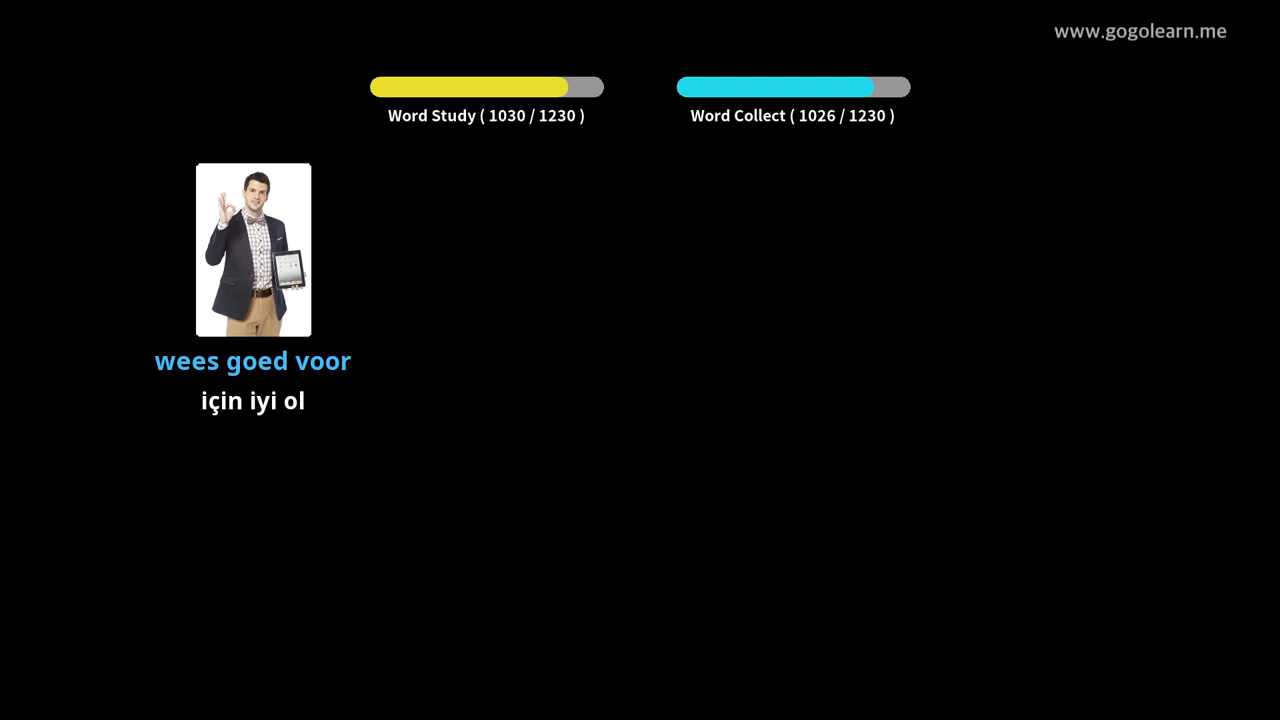 www.gogolearn.me
Word Study ( 1030 / 1230 )
Word Collect ( 1026 / 1230 )
wees goed voor
için iyi ol